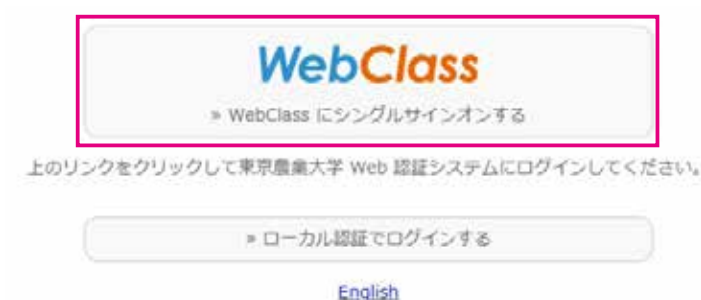 WebClass
» WebClass にシングルサインオンする
上のリンクをクリックして東京農業大学 Web 認証システムにログインしてください。
» ローカル認証でログインする
English